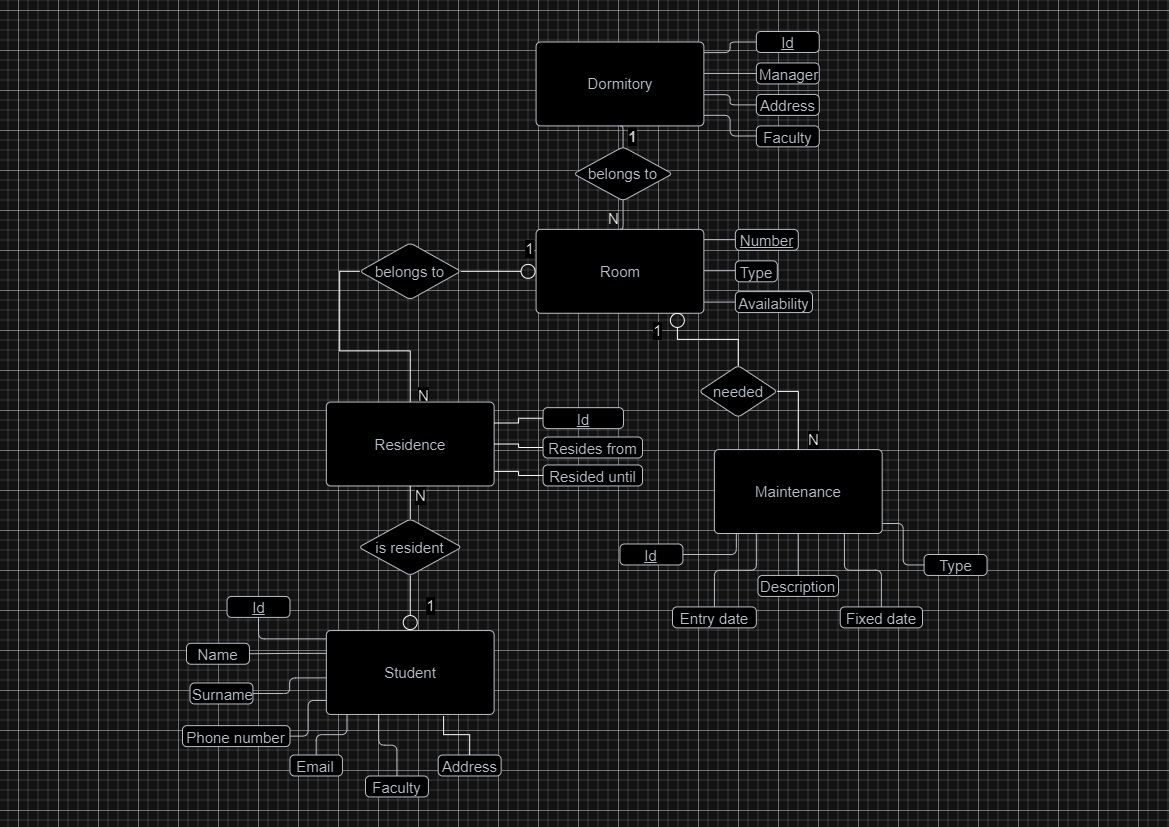 Id
Dormitory
Manager
Address
Faculty
1
belongs to
N
Number
1
belongs to
Room
Type
Availability
1
needed
N
Id
Residence
Resides from
Resided until
N
N
Maintenance
is resident
Id
Type
Description
Entry date
Fixed date
1
Id
Name
Student
Surname
Phone number
Email
Address
Faculty